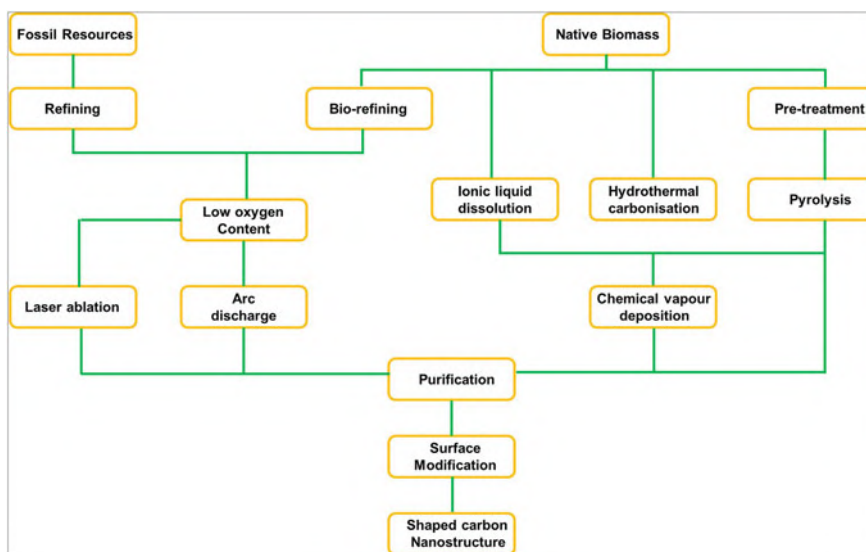 Fossil Resources
Native Biomass
Refining
Bio-refining
Pre-treatment
Ionic liquid
dissolution
Hydrothermal
carbonisation
Pyrolysis
Low oxygen
Content
Laser ablation
Arc
discharge
Chemical vapour
deposition
Purification
Surface
Modification
Shaped carbon
Nanostructure